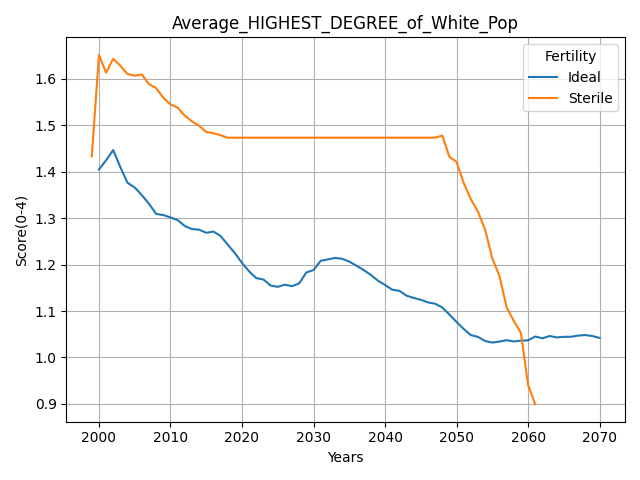 Average_HIGHEST_DEGREE_of_White_Pop
Fertility
Ideal
Sterile
Score(0-4)
1.6
1.5
1.4
1.3
1.2
1.1
1.0
0.9
2000 2010 2020 2030 2040 2050 2060 2070
Years